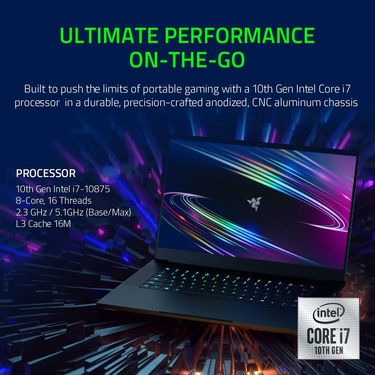 ULTIMATE PERFORMANCE
ON-THE-GO
Built to push the limits of portable gaming with a 10th Gen Intel Core i7
processor in a durable, precision-crafted anodized, CNC aluminum chassis
PROCESSOR
10th Gen Intel i7-10875
8-Core, 16 Threads
2.3 GHz / 5.1GHz (Base/Max)
L3 Cache 16M
intel
CORE i7
10TH GEN